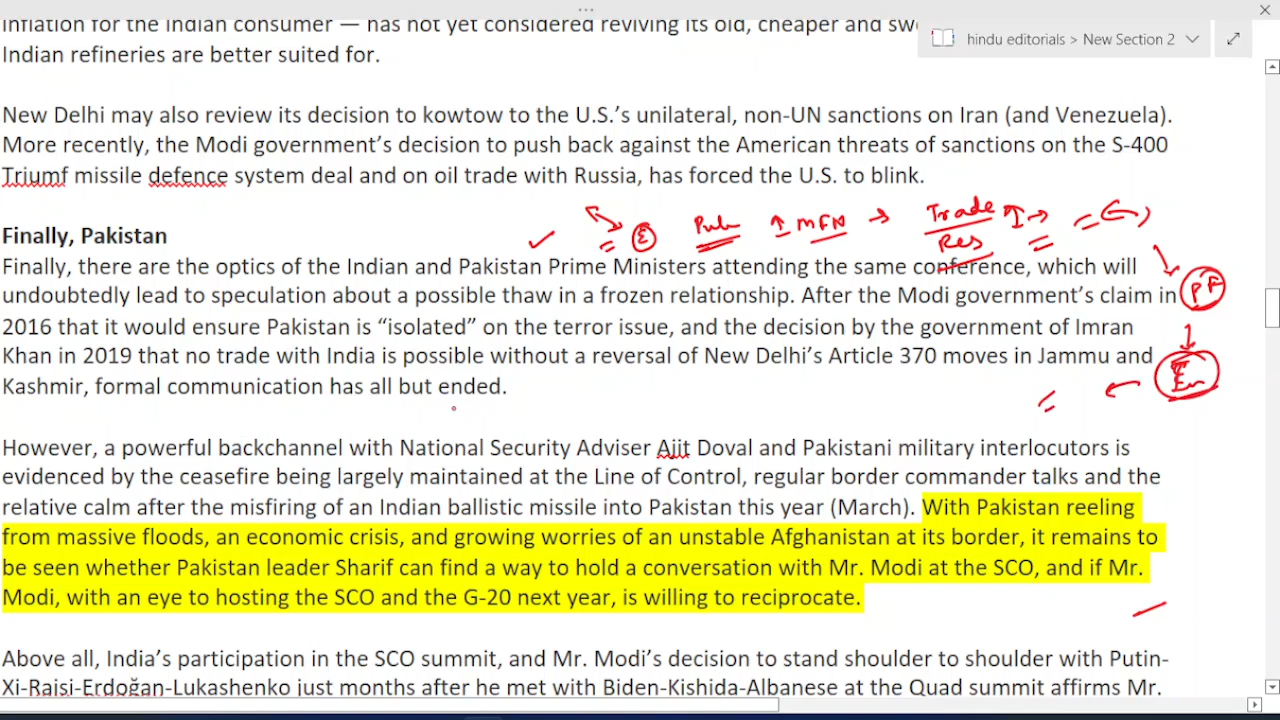 inflation for the Indian consumer — has not yet considered reviving its old, cheaper and
hindu editorials > New Section 2
Indian refineries are better suited for.
New Delhi may also review its decision to kowtow to the U.S.'s unilateral, non-UN sanctions on Iran (and Venezuela).
More recently, the Modi government's decision to push back against the American threats of sanctions on the S-400
Triumf missile defence system deal and on oil trade with Russia, has forced the U.S. to blink.
MFN Trade
Res
Finally, Pakistan
Finally, there are the optics of the Indian and Pakistan Prime Ministers attending the same conference, which will
undoubtedly lead to speculation about a possible thaw in a frozen relationship. After the Modi government's claim in
2016 that it would ensure Pakistan is “isolated” on the terror issue, and the decision by the government of Imran
Khan in 2019 that no trade with India is possible without a reversal of New Delhi's Article 370 moves in Jammu and
Kashmir, formal communication has all but ended.
However, a powerful backchannel with National Security Adviser Ajit Doval and Pakistani military interlocutors is
evidenced by the ceasefire being largely maintained at the Line of Control, regular border commander talks and the
relative calm after the misfiring of an Indian ballistic missile into Pakistan this year (March). With Pakistan reeling
from massive floods, an economic crisis, and growing worries of an unstable Afghanistan at its border, it remains to
be seen whether Pakistan leader Sharif can find a way to hold a conversation with Mr. Modi at the SCO, and if Mr.
Modi, with an eye to hosting the SCO and the G-20 next year, is willing to reciprocate.
Above all, India's participation in the SCO summit, and Mr. Modi's decision to stand shoulder to shoulder with Putin-
Xi-Raisi-Erdoğan-Lukashenko just months after he met with Biden-Kishida-Albanese at the Quad summit affirms Mr.